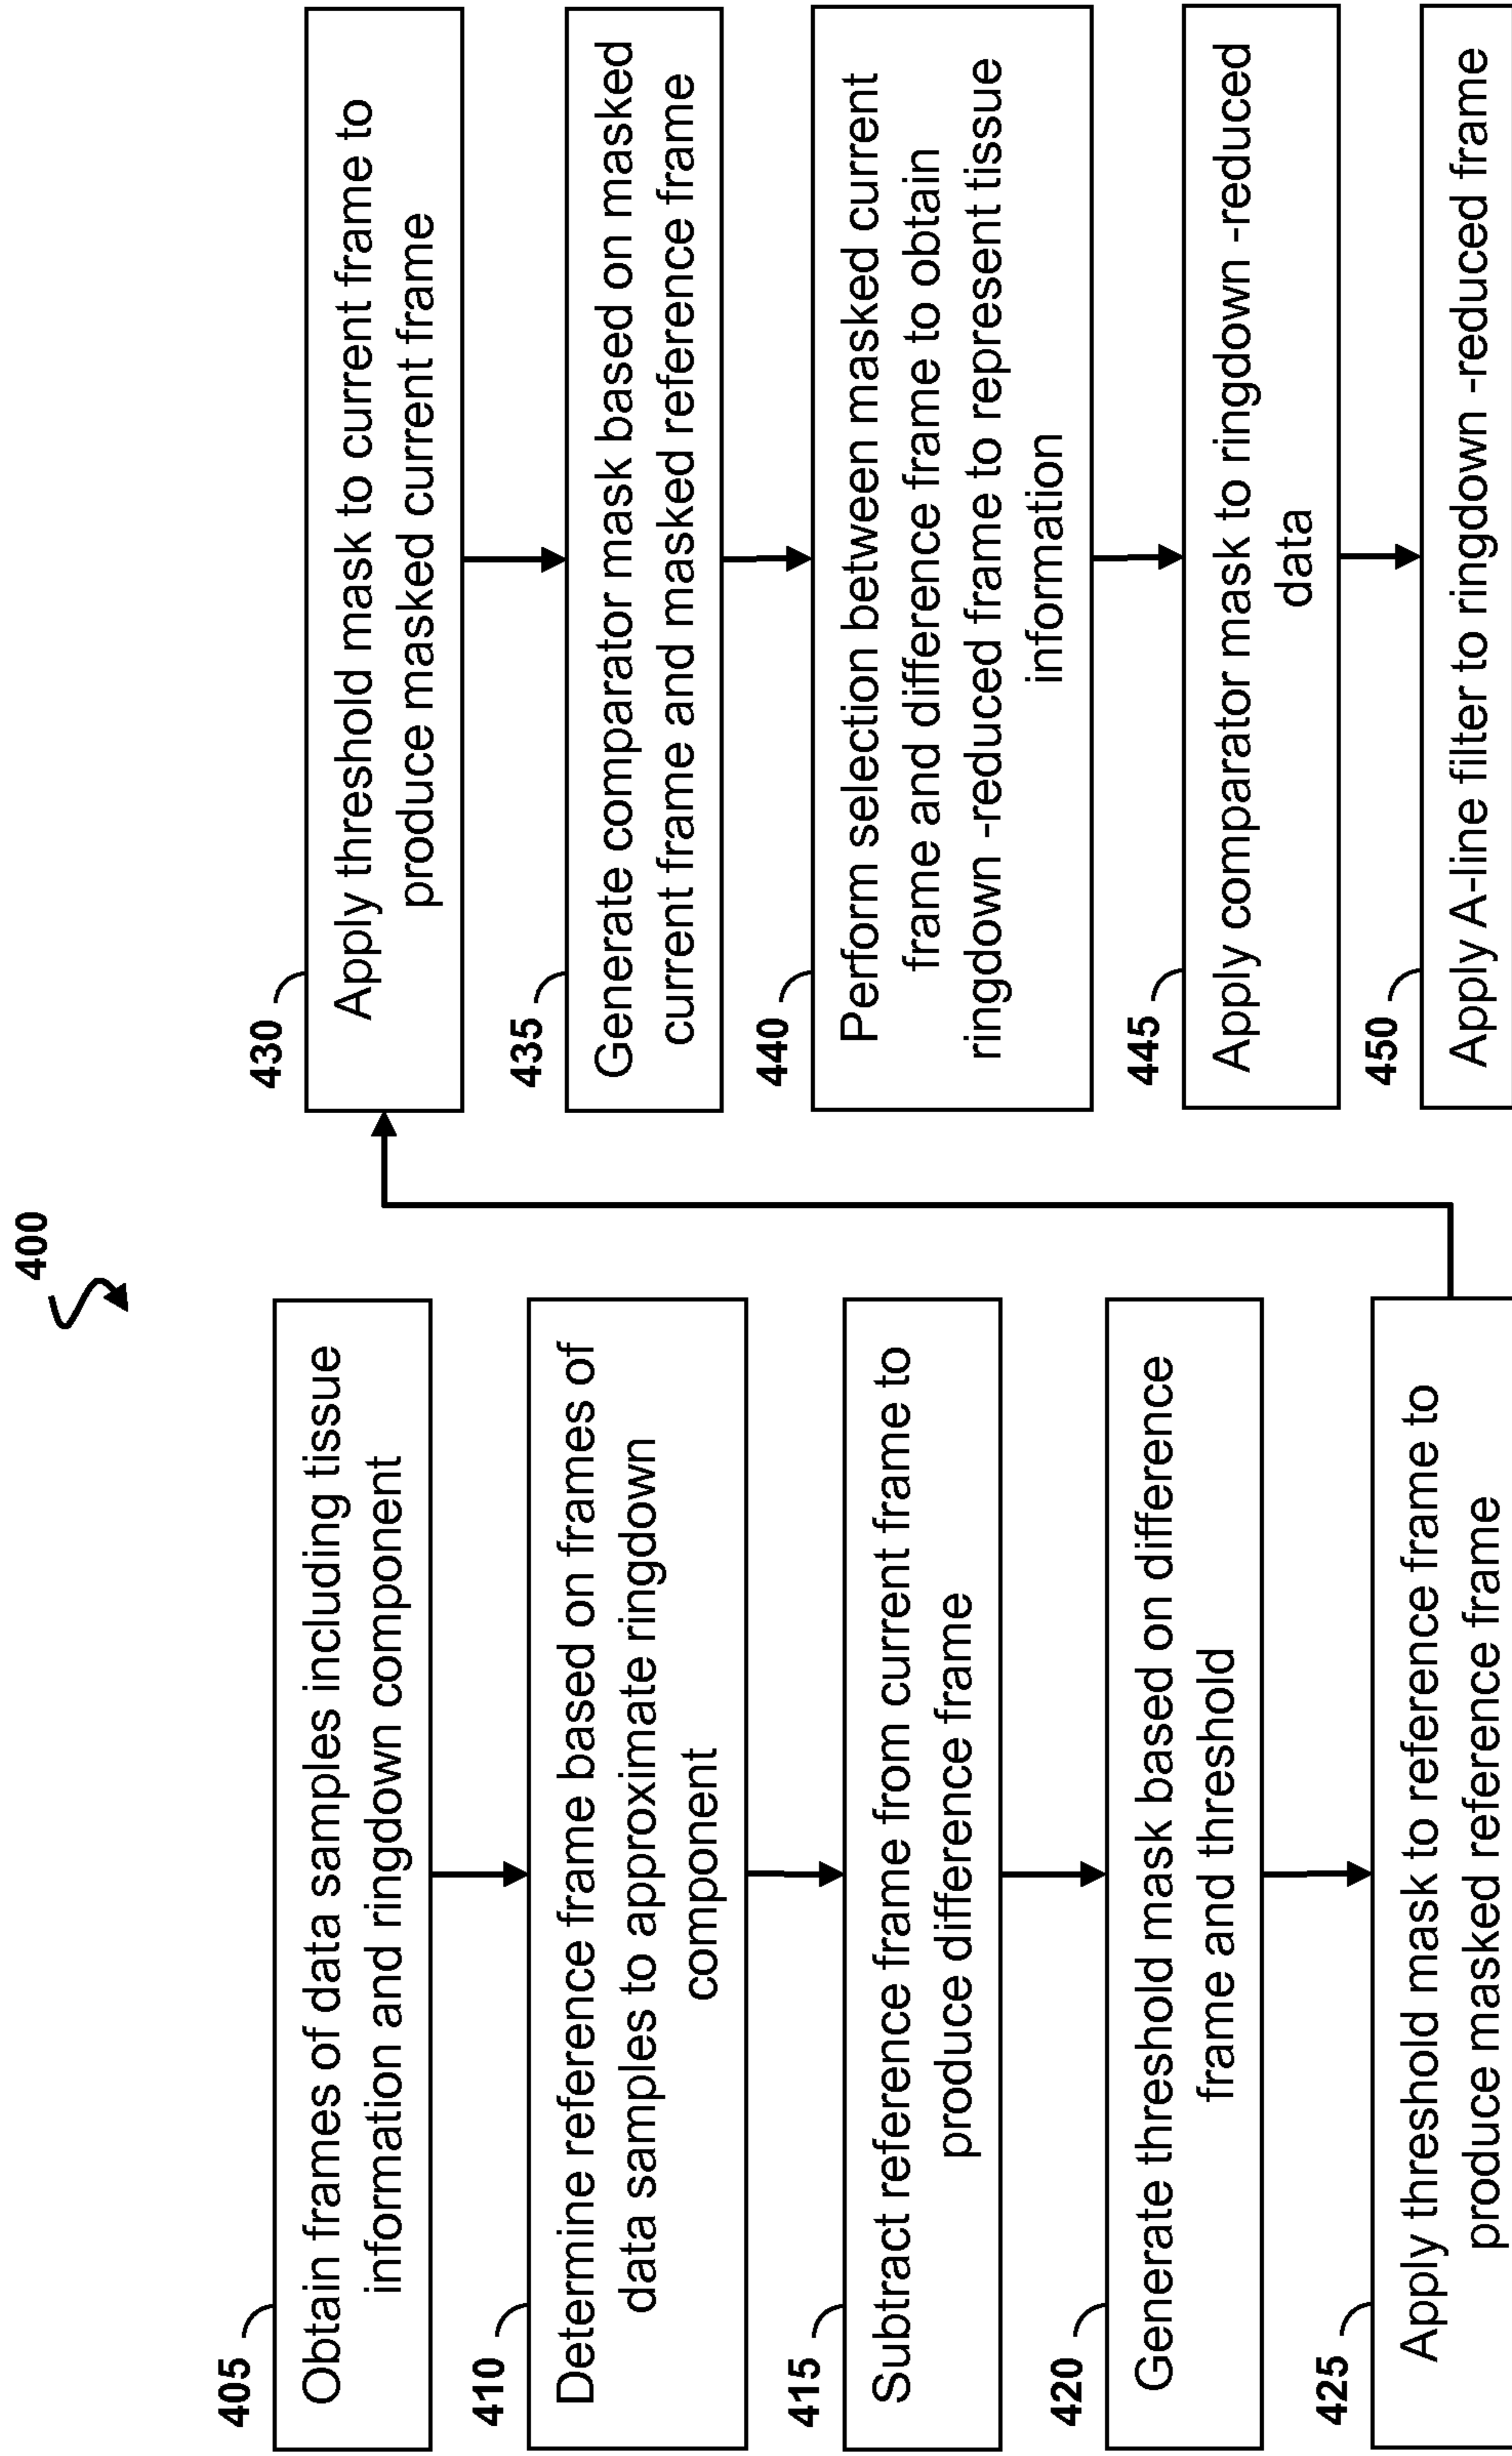 400
405
Obtain frames of data samples including tissue
information and ringdown component
410
Determine reference frame based on frames of
data samples to approximate ringdown
component
415
Subtract reference frame from current frame to
produce difference frame
420
Generate threshold mask based on difference
frame and threshold
425
Apply threshold mask to reference frame to
produce masked reference frame
430
Apply threshold mask to current frame to
produce masked current frame
435
Generate comparator mask based on masked
current frame and masked reference frame
440
Perform selection between masked current
frame and difference frame to obtain
ringdown -reduced frame to represent tissue
information
445
Apply comparator mask to ringdown -reduced
data
450
Apply A-line filter to ringdown -reduced frame